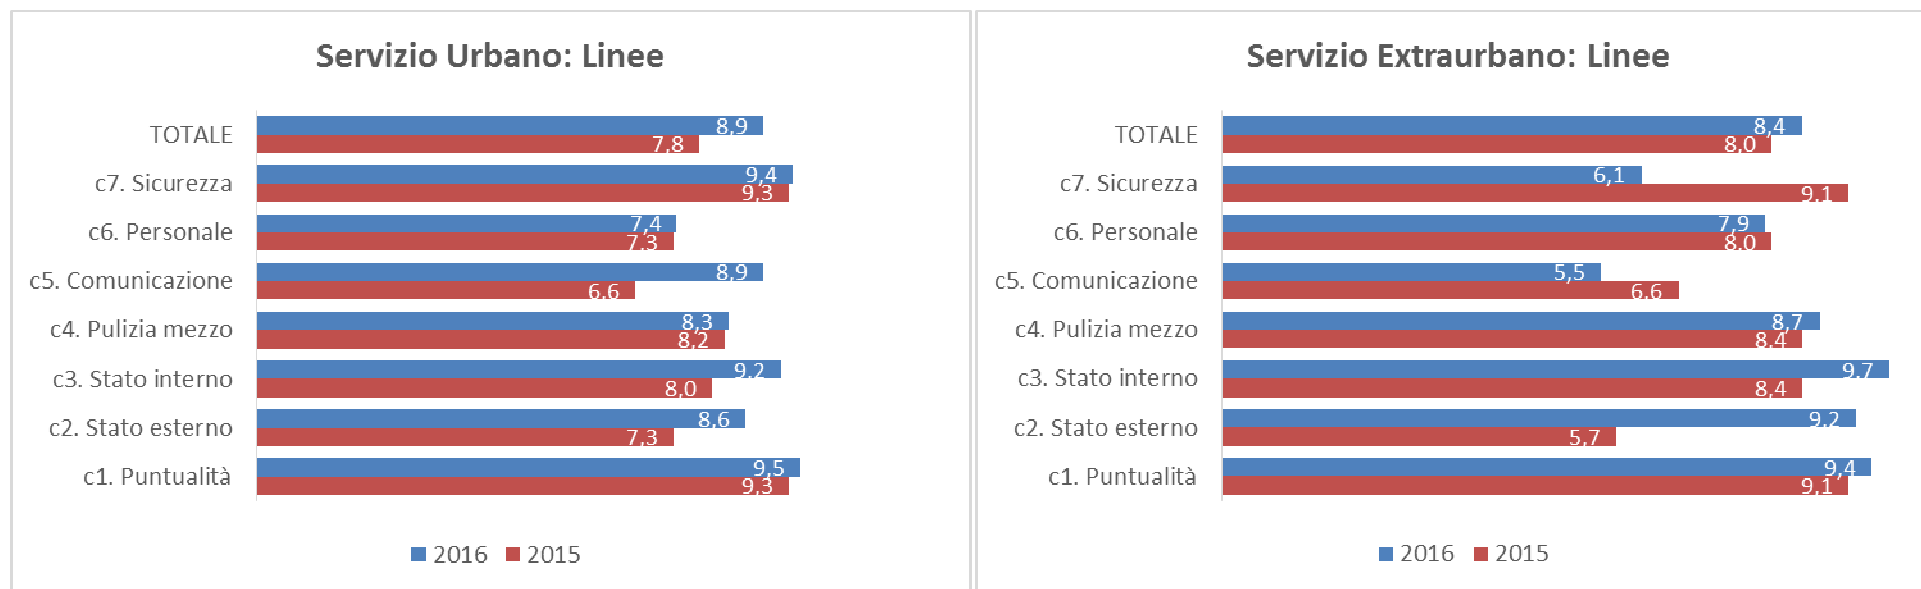 Servizio Urbano: Linee
TOTALE 8,9
7,8
c7. Sicurezza 9,4
9,3
c6. Personale 7,4
7,3
c5. Comunicazione 8,9
6,6
c4. Pulizia mezzo 8,3
8,2
c3. Stato interno 9,2
8,0
c2. Stato esterno 8,6
7,3
c1. Puntualità 9,5
9,3
2016 2015
Servizio Extraurbano: Linee
TOTALE 8,4
8,0
c7. Sicurezza 6,1
9,1
c6. Personale 7,9
8,0
c5. Comunicazione 5,5
6,6
c4. Pulizia mezzo 8,7
8,4
c3. Stato interno 9,7
8,4
c2. Stato esterno 9,2
5,7
c1. Puntualità 9,4
9,1
2016 2015